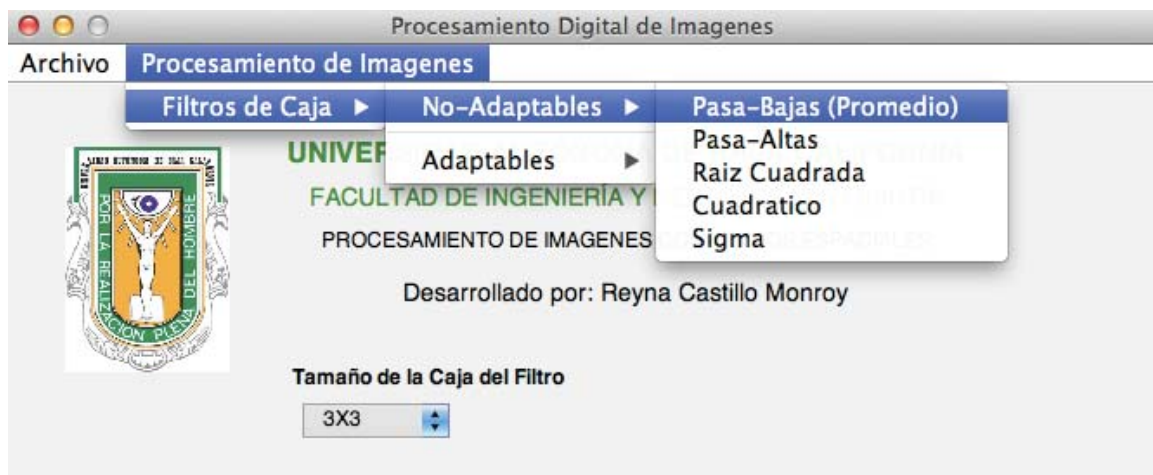 Procesamiento Digital de Imagenes
Archivo Procesamiento de Imagenes
Filtros de Caja No-Adaptables Pasa-Bajas (Promedio)
Pasa-Altas
Adaptables
Raiz Cuadrada
Cuadratico
Sigma
FACULTAD DE INGENIERÍA Y
PROCESAMIENTO DE IMAGENES
Desarrollado por: Reyna Castillo Monroy
POR LA REALIZACION PLENA DEL HOMBRE
Tamaño de la Caja del Filtro
3X3